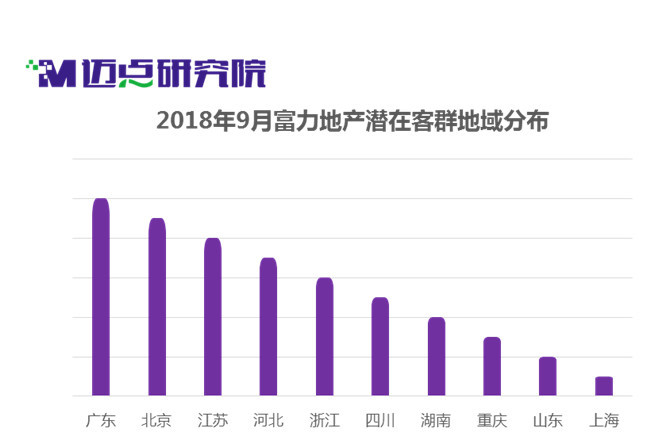 M迈点研究院
2018年9月富力地产潜在客群地域分布
广东 北京 江苏 河北 浙江 四川 湖南 重庆 山东 上海